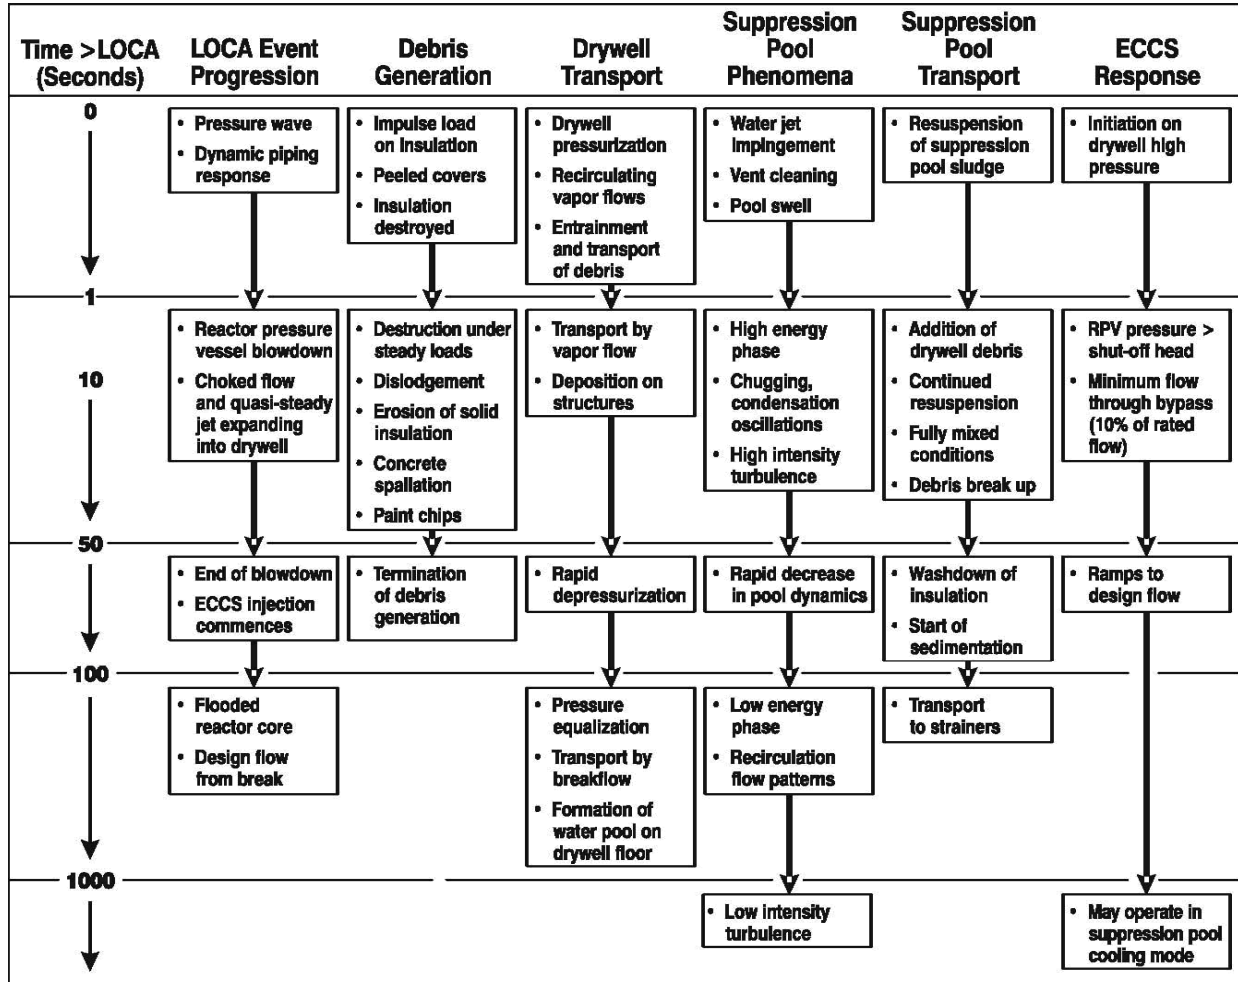 Time >LOCA
(Seconds)
LOCA Event
Progression
Debris
Generation
Drywell
Transport
Suppression
Pool
Phenomena
Suppression
Pool
Transport
ECCS
Response
0
• Pressure wave
• Dynamic piping
response
• Impulse load
on Insulation
• Peeled covers
• Insulation
destroyed
• Drywell
pressurization
• Recirculating
vapor flows
• Entrainment
and transport
of debris
• Water jet
impingement
• Vent cleaning
• Pool swell
• Resuspension
of suppression
pool sludge
• Initiation on
drywell high
pressure
1
10
• Reactor pressure
vessel blowdown
• Choked flow
and quasi-steady
jet expanding
into drywell
• Destruction under
steady loads
• Dislodgement
• Erosion of solid
insulation
• Concrete
spallation
• Paint chips
• Transport by
vapor flow
• Deposition on
structures
• High energy
phase
• Chugging,
condensation
oscillations
• High intensity
turbulence
• Addition of
drywell debris
• Continued
resuspension
• Fully mixed
conditions
• Debris break up
• RPV pressure >
shut-off head
• Minimum flow
through bypass
(10% of rated
flow)
50
• End of blowdown
• ECCS injection
commences
• Termination
of debris
generation
• Rapid
depressurization
• Rapid decrease
in pool dynamics
• Washdown of
insulation
• Start of
sedimentation
• Ramps to
design flow
100
• Flooded
reactor core
• Design flow
from break
• Pressure
equalization
• Transport by
breakflow
• Formation of
water pool on
drywell floor
• Low energy
phase
• Recirculation
flow patterns
• Transport
to strainers
1000
• Low intensity
turbulence
• May operate in
suppression pool
cooling mode